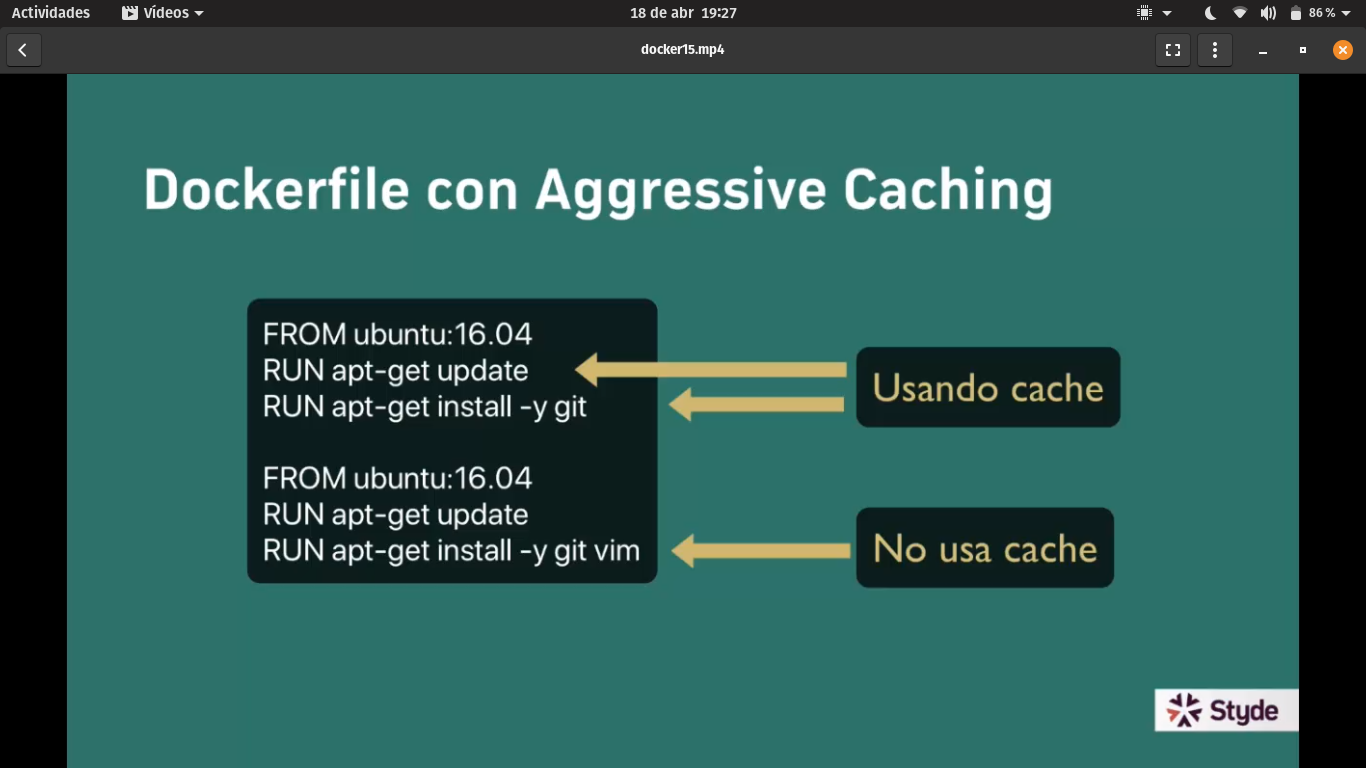 Actividades Vídeos 18 de abr 19:27 86 %
docker15.mp4
Dockerfile con Aggressive Caching
FROM ubuntu:16.04
RUN apt-get update
RUN apt-get install -y git
Usando cache
FROM ubuntu:16.04
RUN apt-get update
RUN apt-get install -y git vim
No usa cache
Styde